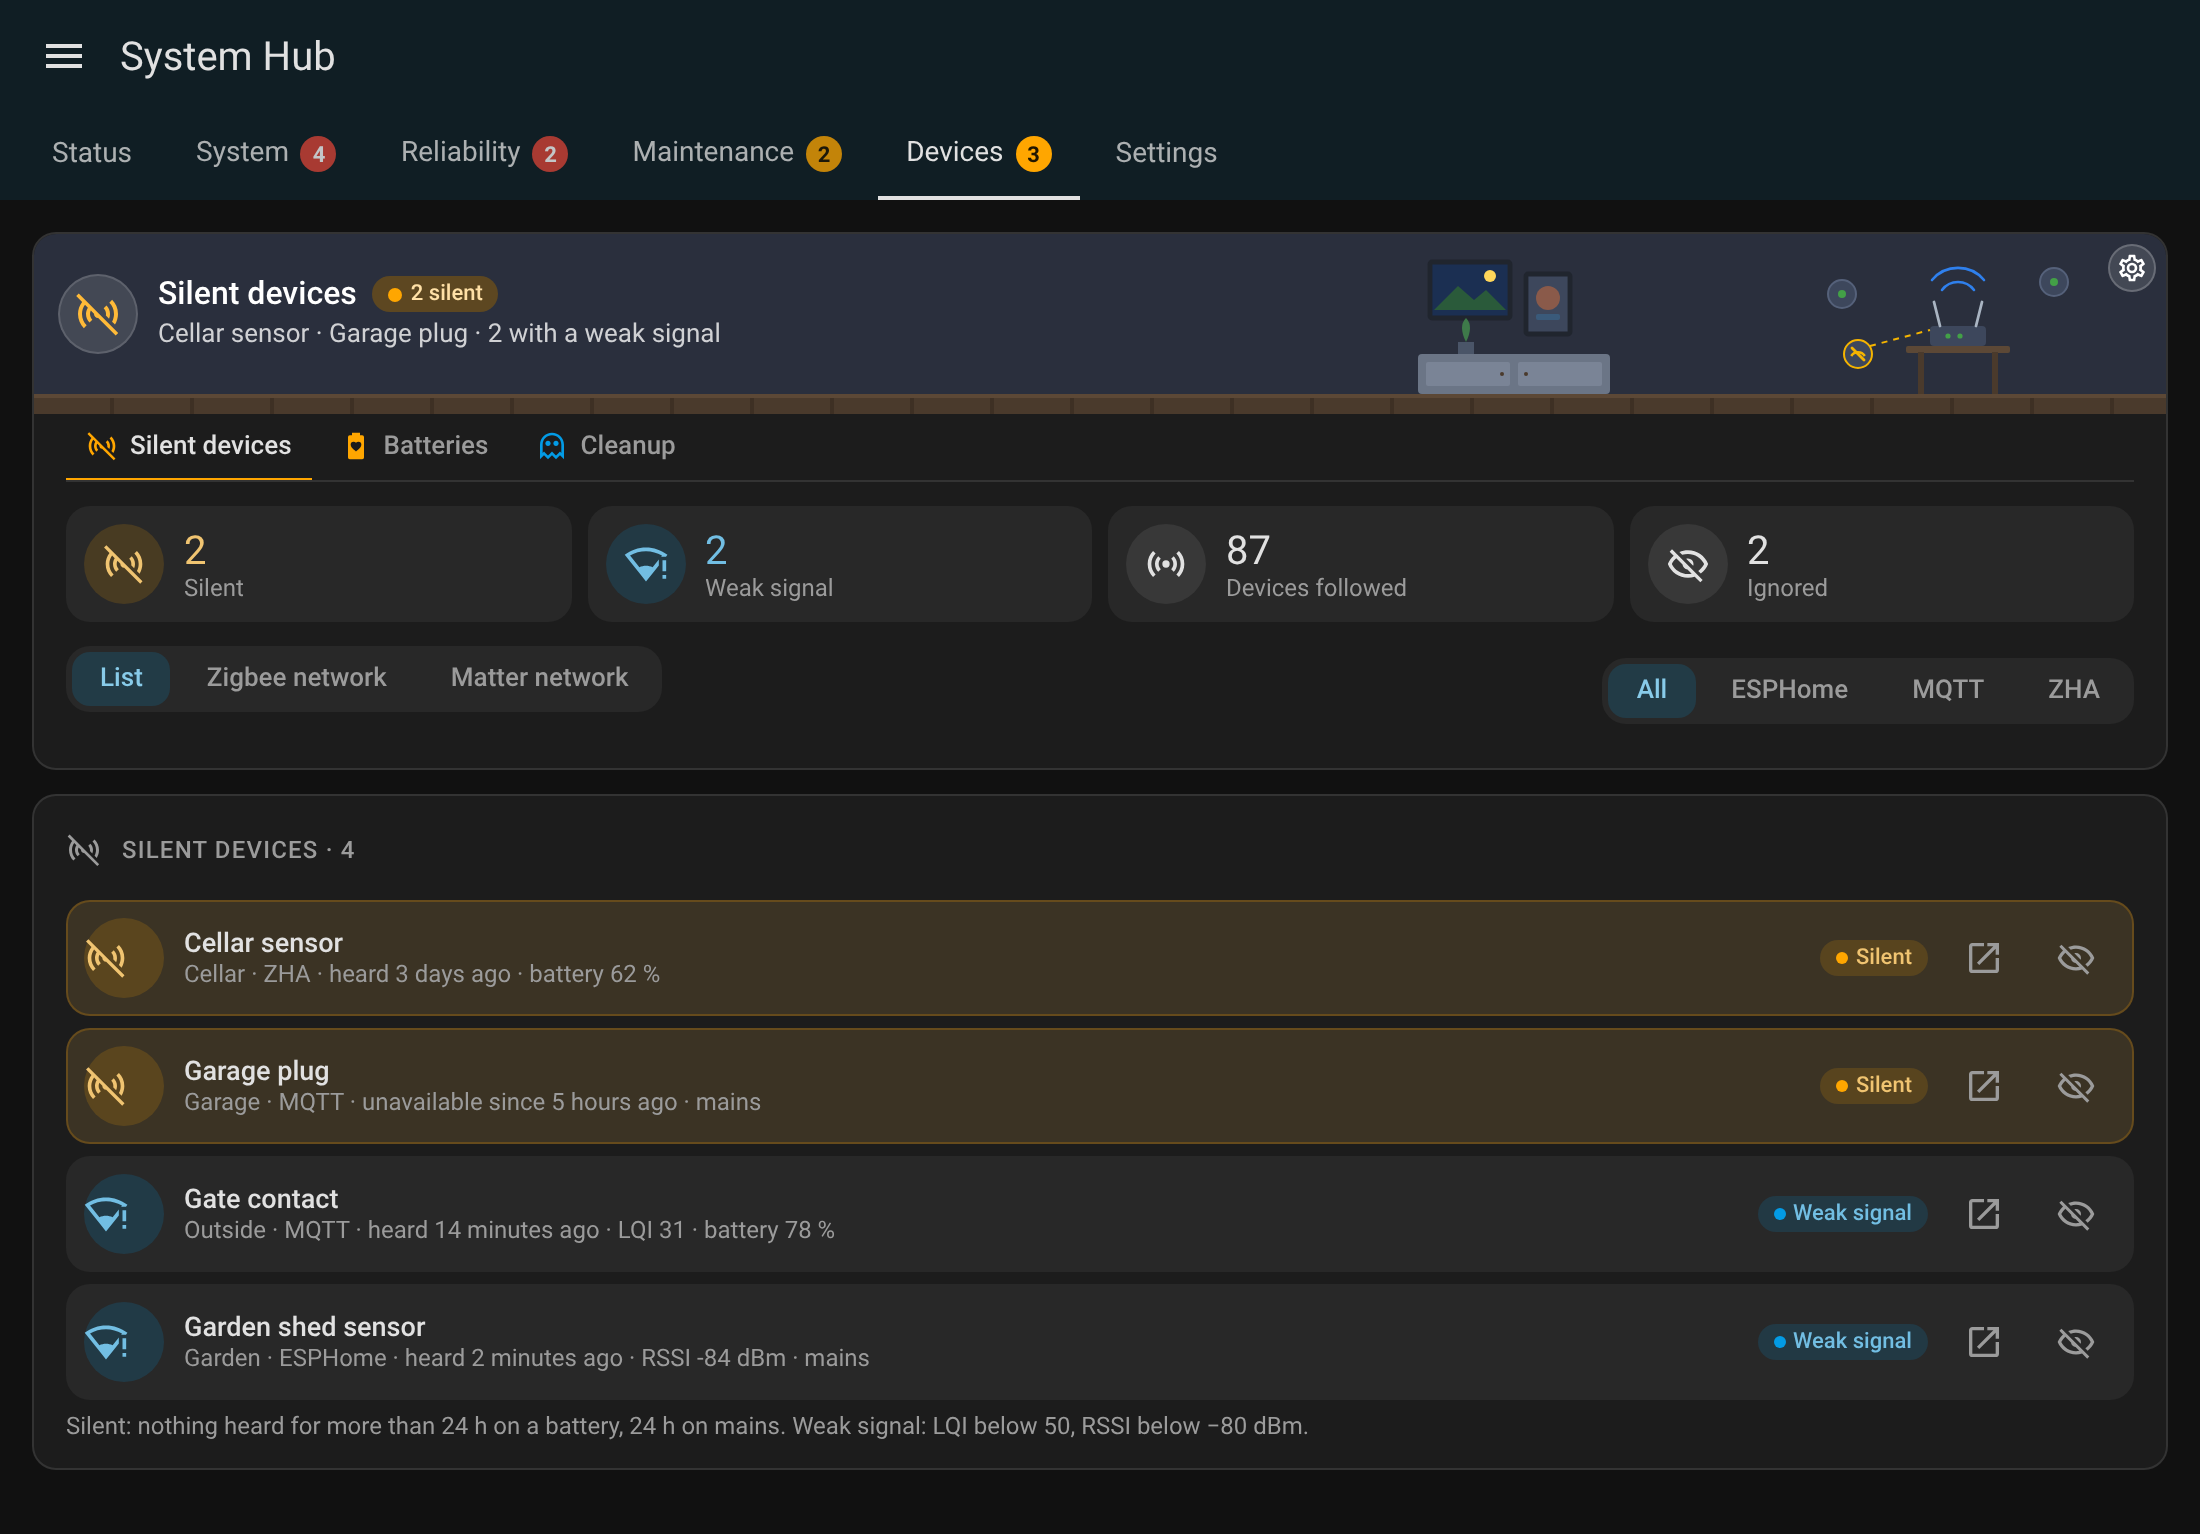 System Hub
Status
System 4
Reliability 2
Maintenance 2
Devices 3
Settings
Silent devices
2 silent
Cellar sensor · Garage plug · 2 with a weak signal
Silent devices
Batteries
Cleanup
2
Silent
2
Weak signal
87
Devices followed
2
Ignored
List
Zigbee network
Matter network
All
ESPHome
MQTT
ZHA
SILENT DEVICES · 4
Cellar sensor
Cellar · ZHA · heard 3 days ago · battery 62 %
Silent
Garage plug
Garage · MQTT · unavailable since 5 hours ago · mains
Silent
Gate contact
Outside · MQTT · heard 14 minutes ago · LQI 31 · battery 78 %
Weak signal
Garden shed sensor
Garden · ESPHome · heard 2 minutes ago · RSSI -84 dBm · mains
Weak signal
Silent: nothing heard for more than 24 h on a battery, 24 h on mains. Weak signal: LQI below 50, RSSI below −80 dBm.